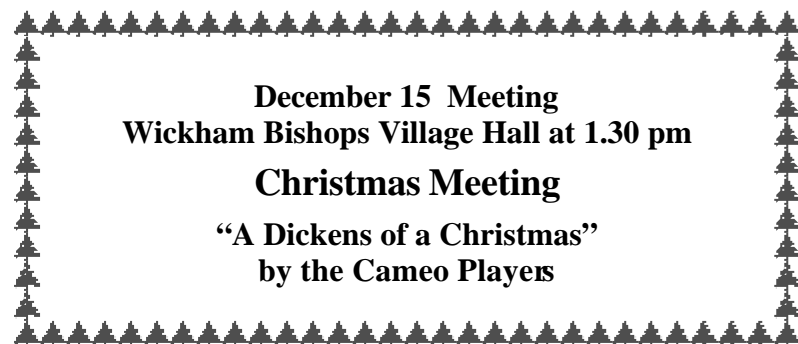 December 15  Meeting
Wickham Bishops Village Hall at 1.30 pm
Christmas Meeting
“A Dickens of a Christmas”
by the Cameo Players